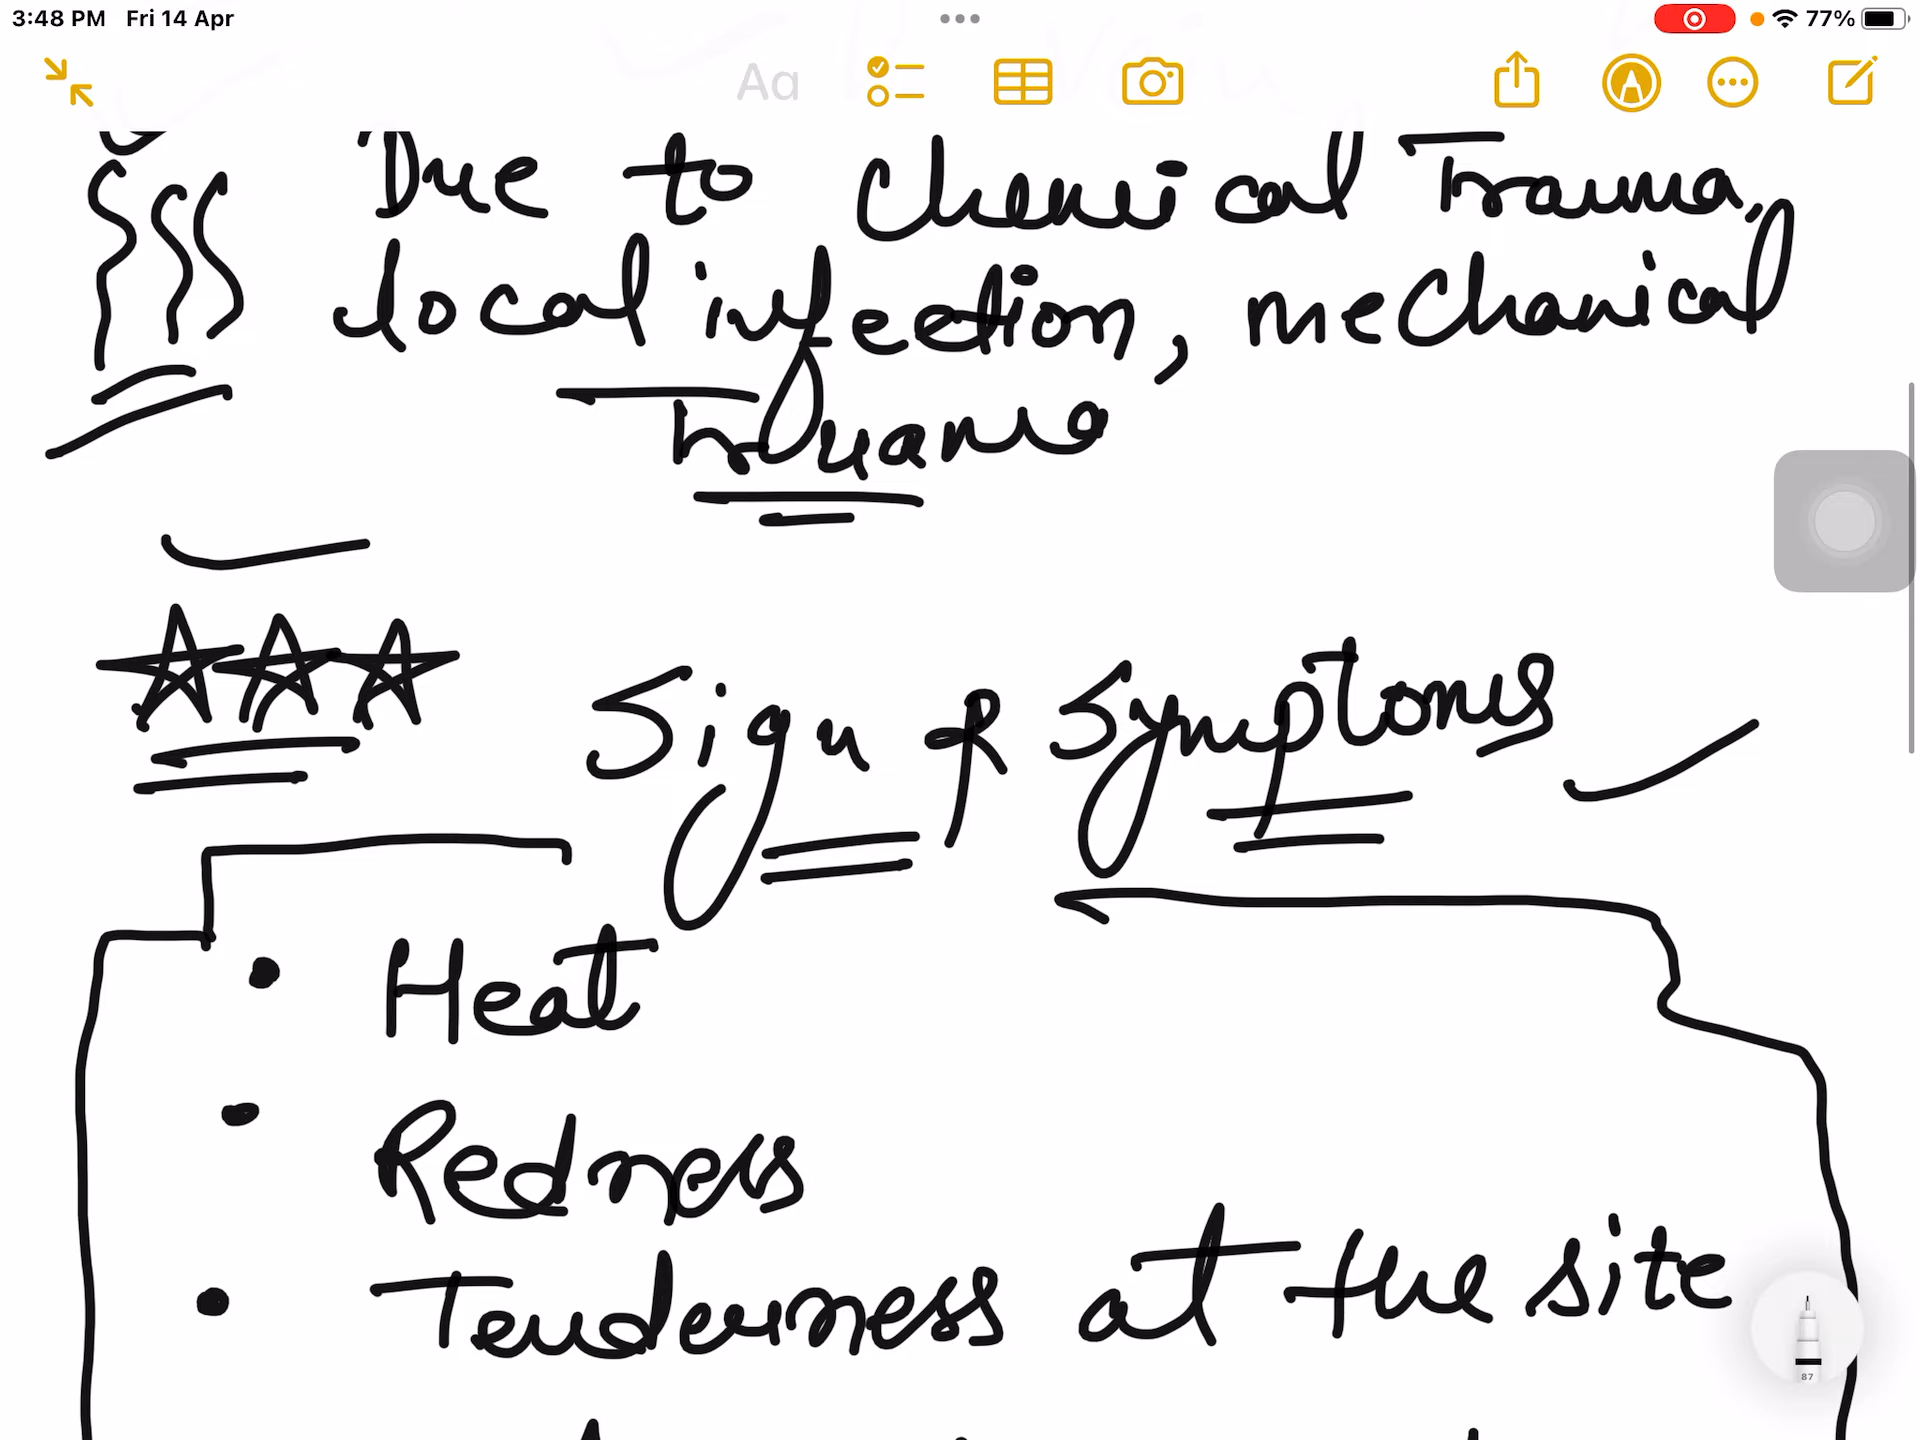 3:48 PM Fri 14 Apr
77%
Aa
Due to Chemical Trauma,
local infection, mechanical
Trauma
Sign & Symptoms
• Heat
• Redness
• Tenderness at the site
87